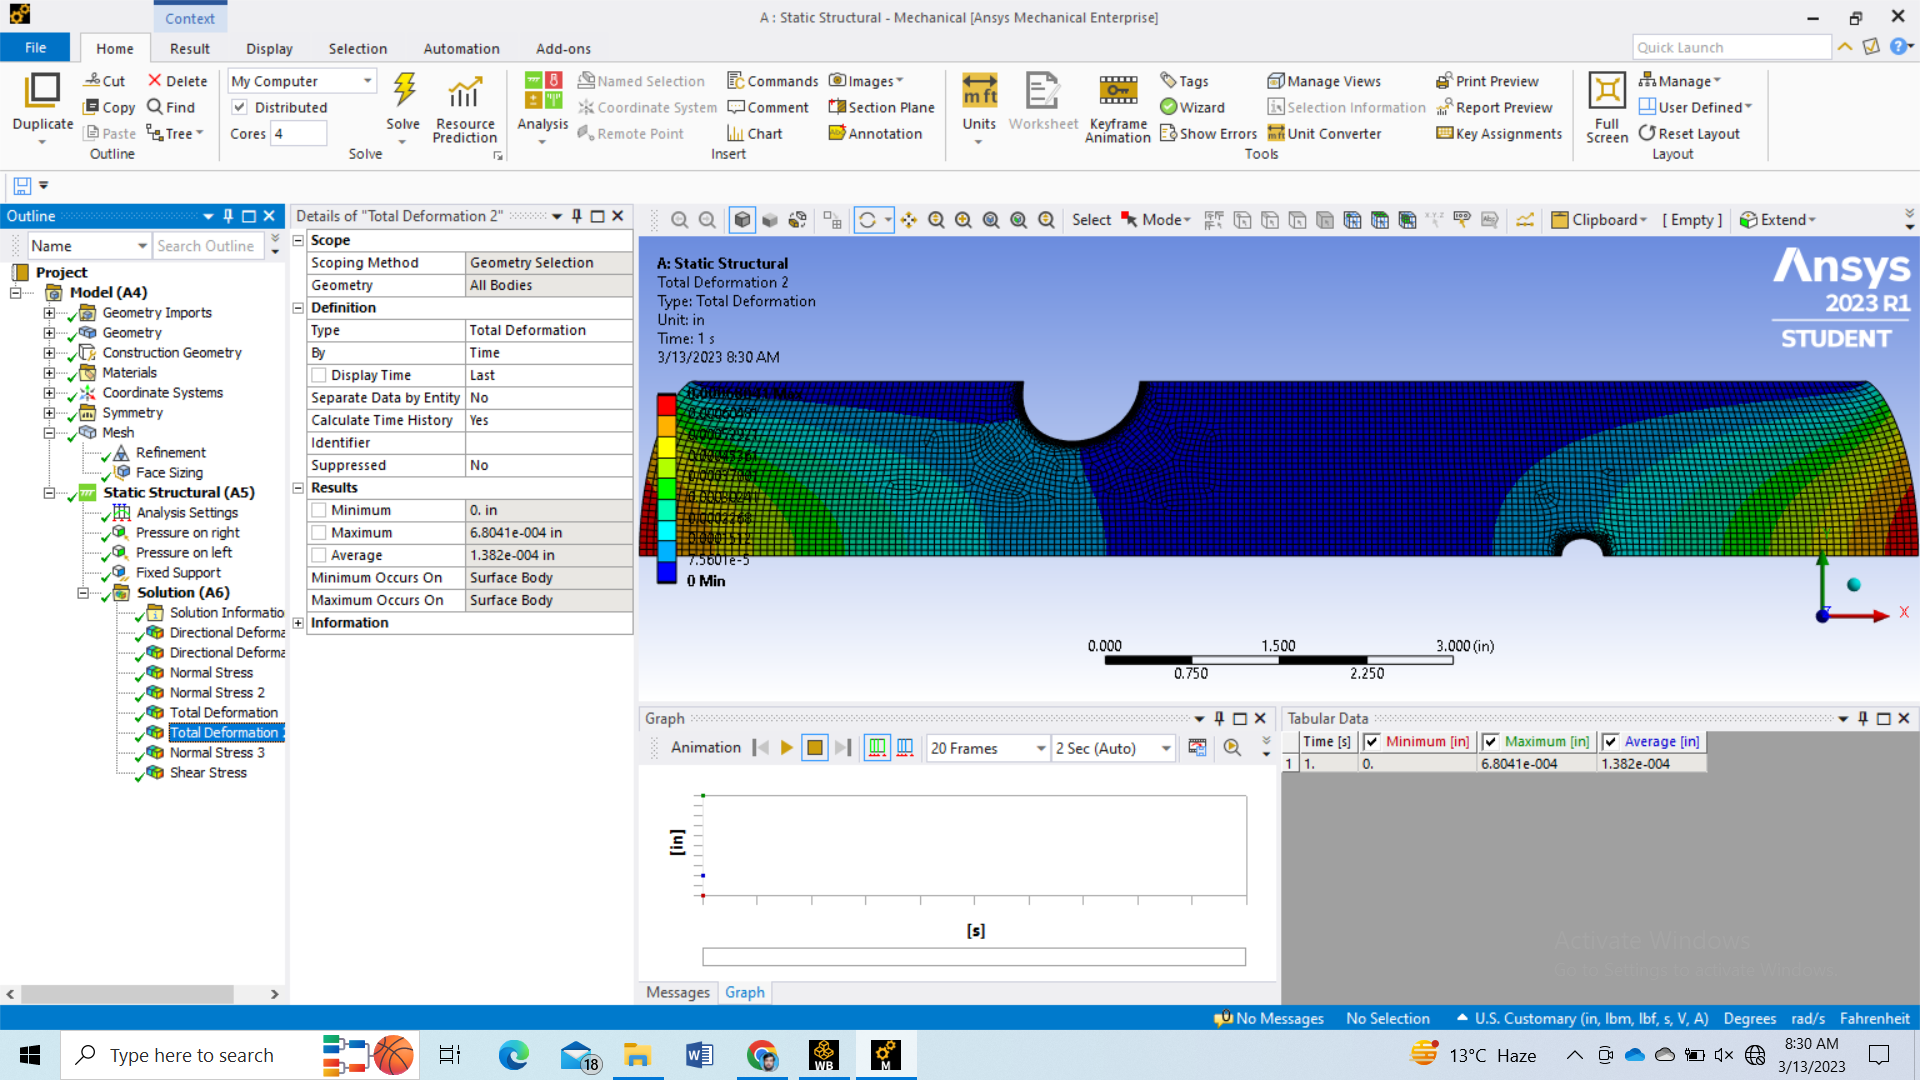 Context
A : Static Structural - Mechanical [Ansys Mechanical Enterprise]
File
Home
Result
Display
Selection
Automation
Add-ons
Quick Launch
Duplicate
Cut
Copy
Paste
Delete
Find
Tree
Outline
My Computer
Distributed
Cores 4
Solve
Resource
Prediction
Solve
Analysis
Named Selection
Coordinate System
Remote Point
Commands
Comment
Chart
Images
Section Plane
Annotation
Insert
Units
Worksheet
Keyframe
Animation
Tags
Wizard
Show Errors
Manage Views
Selection Information
Unit Converter
Print Preview
Report Preview
Key Assignments
Tools
Full
Screen
Manage
User Defined
Reset Layout
Layout
Outline
Name
Search Outline
Project
Model (A4)
Geometry Imports
Geometry
Construction Geometry
Materials
Coordinate Systems
Symmetry
Mesh
Refinement
Face Sizing
Static Structural (A5)
Analysis Settings
Pressure on right
Pressure on left
Fixed Support
Solution (A6)
Solution Informatio
Directional Deforma
Directional Deforma
Normal Stress
Normal Stress 2
Total Deformation
Total Deformation
Normal Stress 3
Shear Stress
Details of "Total Deformation 2"
Scope
Scoping Method Geometry Selection
Geometry All Bodies
Definition
Type Total Deformation
By Time
Display Time Last
Separate Data by Entity No
Calculate Time History Yes
Identifier
Suppressed No
Results
Minimum 0. in
Maximum 6.8041e-004 in
Average 1.382e-004 in
Minimum Occurs On Surface Body
Maximum Occurs On Surface Body
Information
Select
Mode
Clipboard
[ Empty ]
Extend
A: Static Structural
Total Deformation 2
Type: Total Deformation
Unit: in
Time: 1 s
3/13/2023 8:30 AM
Ansys
2023 R1
STUDENT
0.0002268
0.0001512
7.5601e-5
0 Min
X
0.000 1.500 3.000 (in)
0.750 2.250
Graph
Animation
20 Frames
2 Sec (Auto)
[in]
[s]
Messages
Graph
Tabular Data
Time [s] Minimum [in] Maximum [in] Average [in]
1 1. 0. 6.8041e-004 1.382e-004
Activate Windows
Go to Settings to activate Windows.
No Messages
No Selection
U.S. Customary (in, lbm, lbf, s, V, A)
Degrees
rad/s
Fahrenheit
Type here to search
18
WB
M
13°C Haze
8:30 AM
3/13/2023